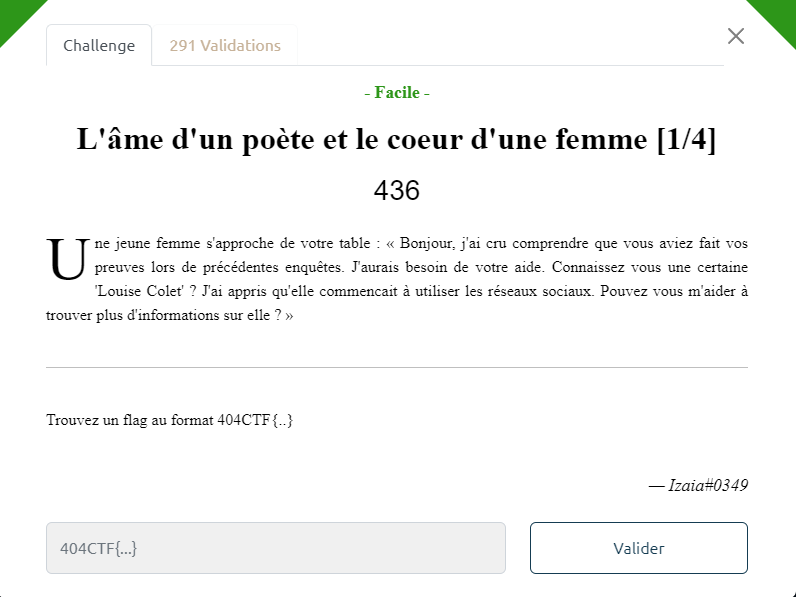 Challenge
291 Validations
- Facile -
L'âme d'un poète et le coeur d'une femme [1/4]
436
Une jeune femme s'approche de votre table : « Bonjour, j'ai cru comprendre que vous aviez fait vos
preuves lors de précédentes enquêtes. J'aurais besoin de votre aide. Connaissez vous une certaine
'Louise Colet' ? J'ai appris qu'elle commencait à utiliser les réseaux sociaux. Pouvez vous m'aider à
trouver plus d'informations sur elle ? »
Trouvez un flag au format 404CTF{..}
— Izaia#0349
404CTF{...}
Valider